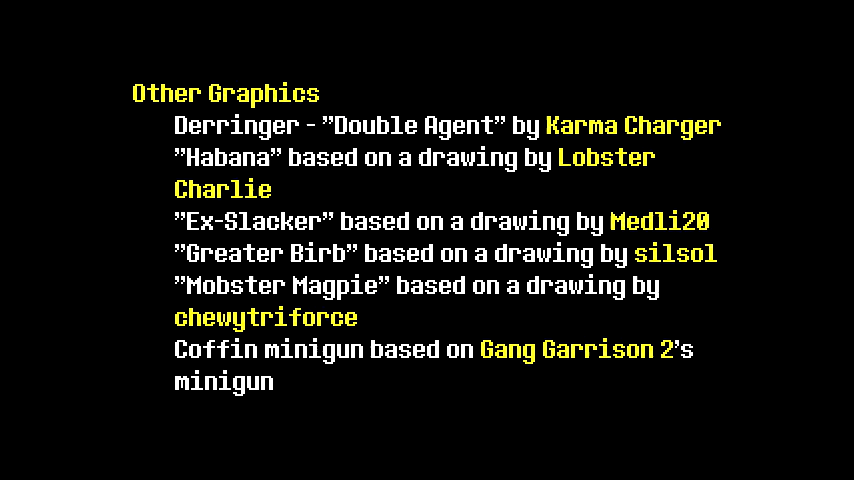 Other Graphics
Derringer - "Double Agent" by Karma Charger
"Habana" based on a drawing by Lobster
Charlie
"Ex-Slacker" based on a drawing by Medli20
"Greater Birb" based on a drawing by silsol
"Mobster Magpie" based on a drawing by
chewytriforce
Coffin minigun based on Gang Garrison 2's
minigun